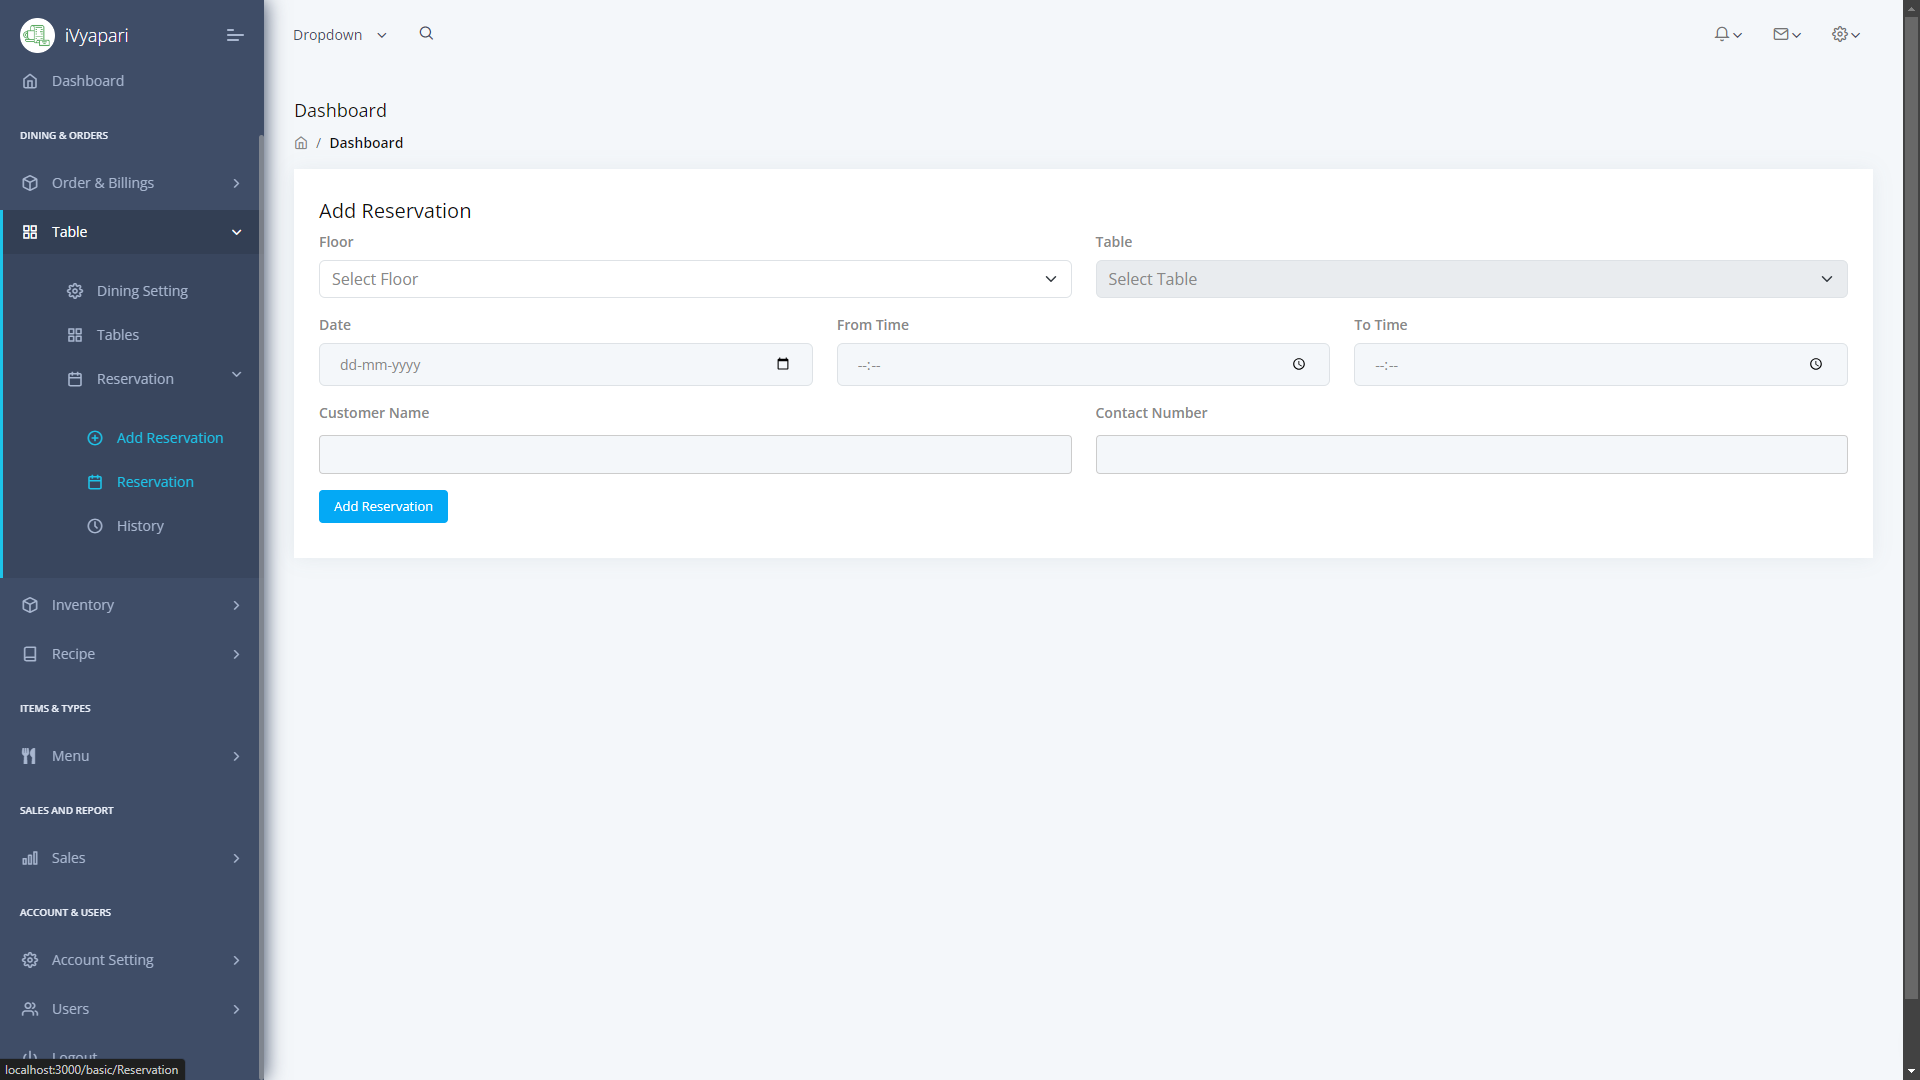 iVyapari
Dashboard
DINING & ORDERS
Order & Billings
Table
Dining Setting
Tables
Reservation
Add Reservation
Reservation
History
Inventory
Recipe
ITEMS & TYPES
Menu
SALES AND REPORT
Sales
ACCOUNT & USERS
Account Setting
Users
Logout
localhost:3000/basic/Reservation
Dropdown
Dashboard
/ Dashboard
Add Reservation
Floor Table
Select Floor Select Table
Date From Time To Time
dd-mm-yyyy --:-- --:--
Customer Name Contact Number
Add Reservation